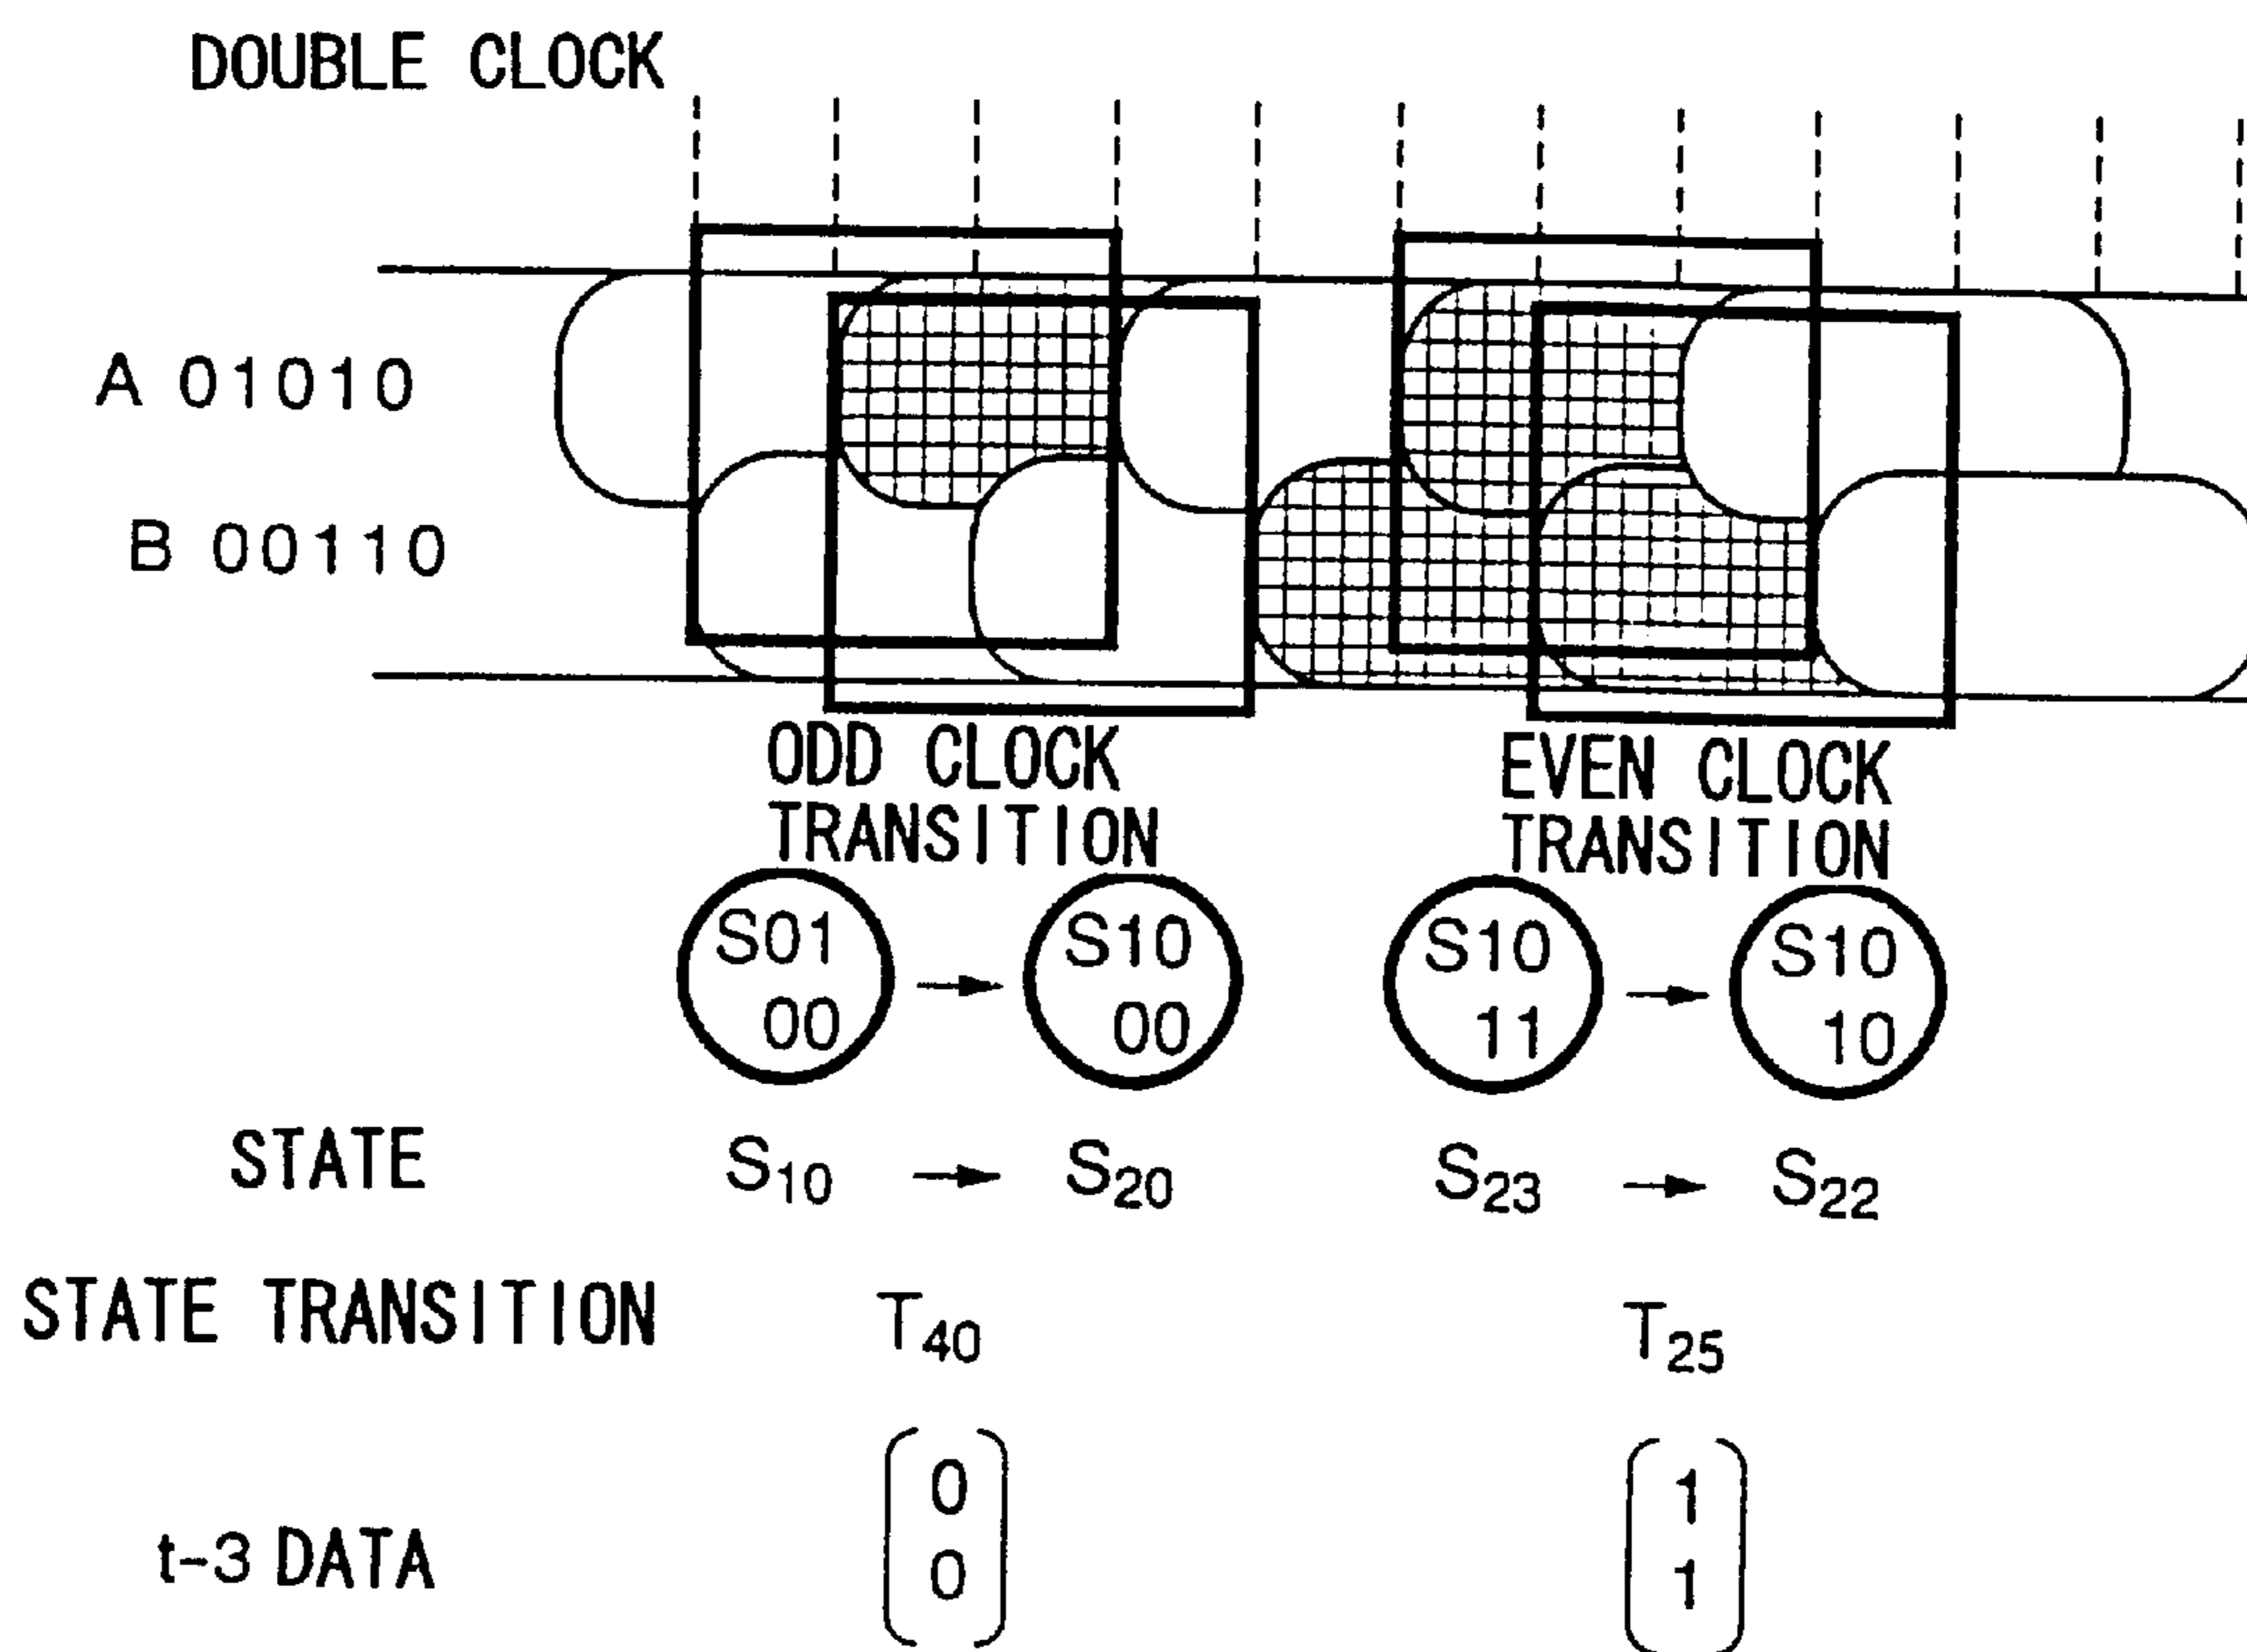 DOUBLE CLOCK
A 01010
B 00110
ODD CLOCK
TRANSITION
EVEN CLOCK
TRANSITION
S01
00
→
S10
00
S10
11
→
S10
10
STATE S₁₀ → S₂₀ S₂₃ → S₂₂
STATE TRANSITION T₄₀ T₂₅
t-3 DATA
0
0
1
1